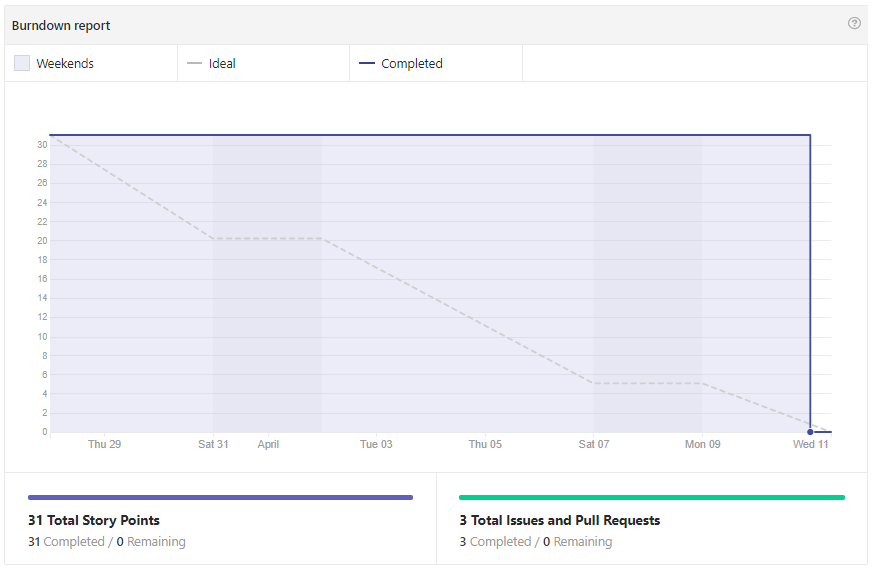 Burndown report ?
Weekends Ideal Completed
30
28
26
24
22
20
18
16
14
12
10
8
6
4
2
0
Thu 29 Sat 31 April Tue 03 Thu 05 Sat 07 Mon 09 Wed 11
31 Total Story Points
31 Completed / 0 Remaining
3 Total Issues and Pull Requests
3 Completed / 0 Remaining